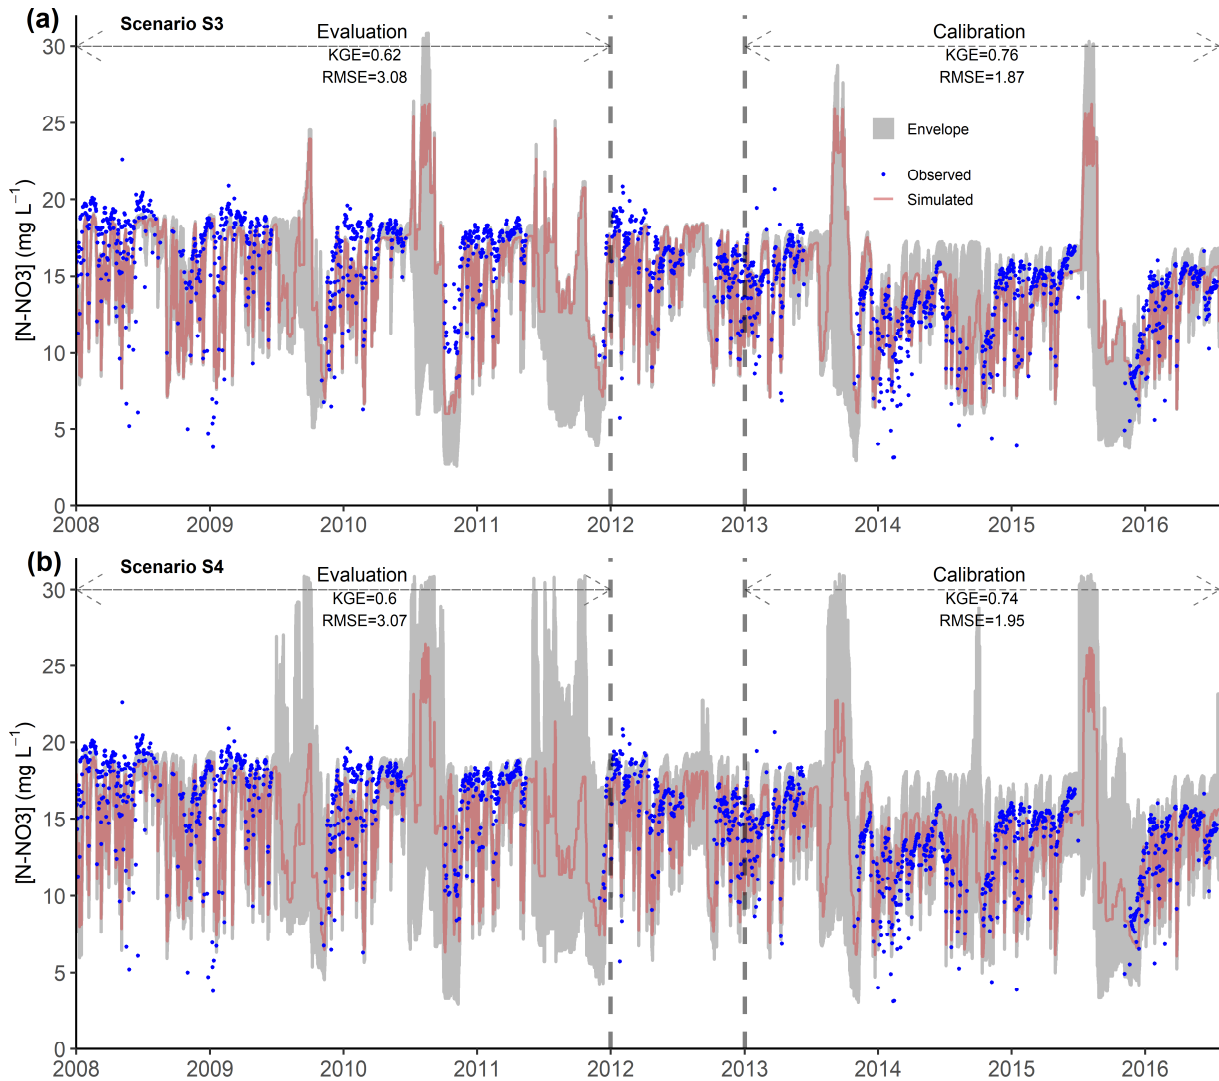 (a)
Scenario S3
Evaluation
KGE=0.62
RMSE=3.08
Calibration
KGE=0.76
RMSE=1.87
Envelope
Observed
Simulated
[N-NO3] (mg L⁻¹)
30
25
20
15
10
5
0
2008 2009 2010 2011 2012 2013 2014 2015 2016
(b)
Scenario S4
Evaluation
KGE=0.6
RMSE=3.07
Calibration
KGE=0.74
RMSE=1.95
[N-NO3] (mg L⁻¹)
30
25
20
15
10
5
0
2008 2009 2010 2011 2012 2013 2014 2015 2016